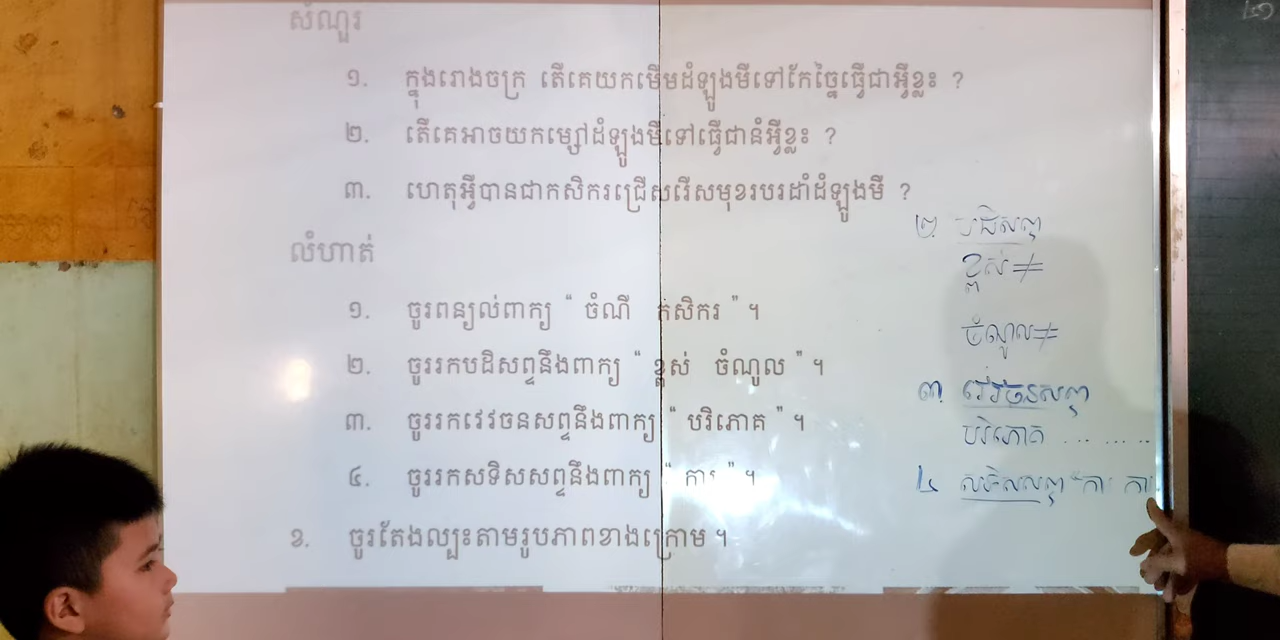 សំណួរ
១. ក្នុងរោងចក្រ តើគេយកមើមដំឡូងមីទៅកែច្នៃធ្វើជាអ្វីខ្លះ ?
២. តើគេអាចយកម្សៅដំឡូងមីទៅធ្វើជានំអ្វីខ្លះ ?
៣. ហេតុអ្វីបានជាកសិករជ្រើសរើសមុខរបរដាំដំឡូងមី ?
លំហាត់
១. ចូរពន្យល់ពាក្យ " ចំណី កសិករ " ។
២. ចូររកបដិសព្ទនឹងពាក្យ " ខ្ពស់ ចំណូល " ។
៣. ចូររកវេវចនសព្ទនឹងពាក្យ " បរិភោគ " ។
៤. ចូររកសទិសសព្ទនឹងពាក្យ " ការ " ។
ខ. ចូរតែងល្បះតាមរូបភាពខាងក្រោម ។
២. បដិសព្ទ
ខ្ពស់ ≠
ចំណូល ≠
៣. វេវចនសព្ទ
បរិភោគ ........
៤ សទិសសព្ទ "ការ ការ